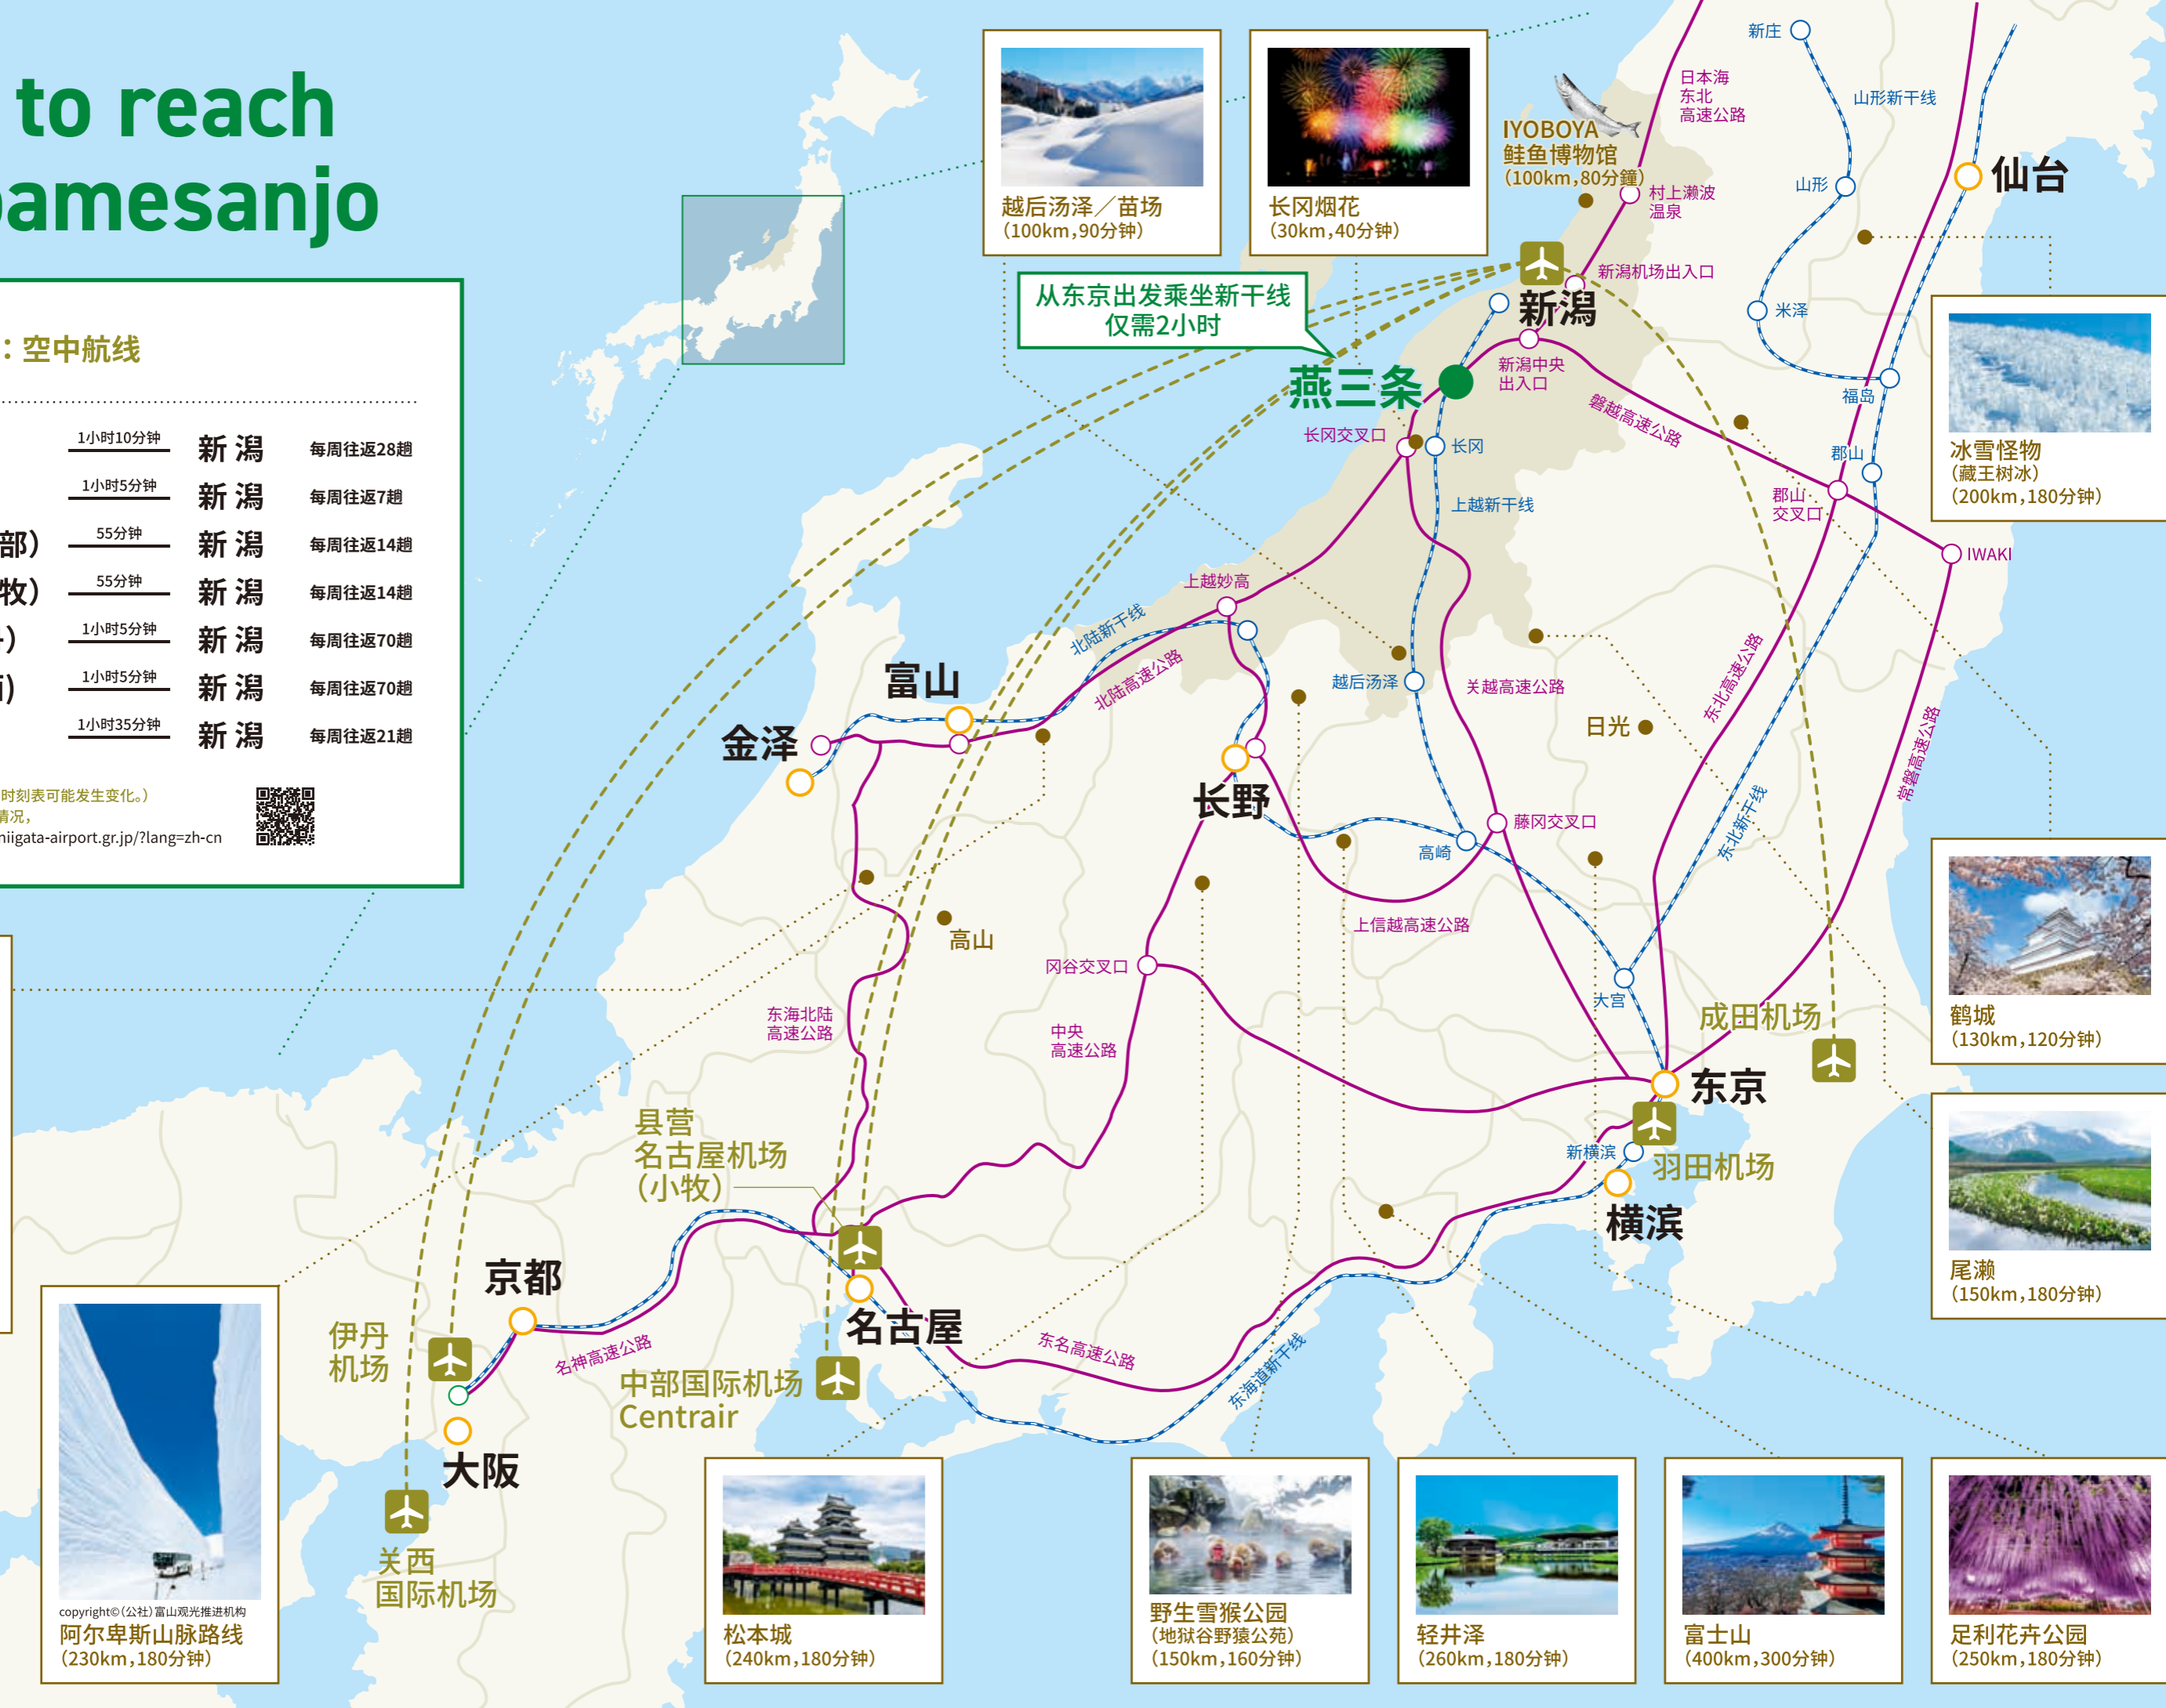 to reach
bamesanjo
：空中航线
1小时10分钟 新 潟 每周往返28趟
1小时5分钟 新 潟 每周往返7趟
部） 55分钟 新 潟 每周往返14趟
牧） 55分钟 新 潟 每周往返14趟
） 1小时5分钟 新 潟 每周往返70趟
) 1小时5分钟 新 潟 每周往返70趟
1小时35分钟 新 潟 每周往返21趟
时刻表可能发生变化。）
情况，
niigata-airport.gr.jp/?lang=zh-cn
越后汤泽／苗场
（100km，90分钟）
长冈烟花
（30km，40分钟）
IYOBOYA
鲑鱼博物馆
（100km，80分鐘）
从东京出发乘坐新干线
仅需2小时
燕三条
新潟
日本海
东北
高速公路
村上濑波
温泉
新潟机场出入口
新潟中央
出入口
磐越高速公路
新庄
山形新干线
山形
米泽
福岛
郡山
郡山
交叉口
IWAKI
仙台
长冈交叉口
长冈
上越新干线
上越妙高
北陆新干线
北陆高速公路
越后汤泽
关越高速公路
日光
东北高速公路
常磐高速公路
东北新干线
富山
金泽
长野
藤冈交叉口
高崎
上信越高速公路
高山
冈谷交叉口
东海北陆
高速公路
中央
高速公路
大宫
成田机场
东京
羽田机场
新横滨
横滨
县营
名古屋机场
（小牧）
京都
名古屋
伊丹
机场
名神高速公路
中部国际机场
Centrair
东名高速公路
东海道新干线
大阪
关西
国际机场
冰雪怪物
（藏王树冰）
（200km，180分钟）
鹤城
（130km，120分钟）
尾濑
（150km，180分钟）
copyright©（公社）富山观光推进机构
阿尔卑斯山脉路线
（230km，180分钟）
松本城
（240km，180分钟）
野生雪猴公园
（地狱谷野猿公苑）
（150km，160分钟）
轻井泽
（260km，180分钟）
富士山
（400km，300分钟）
足利花卉公园
（250km，180分钟）